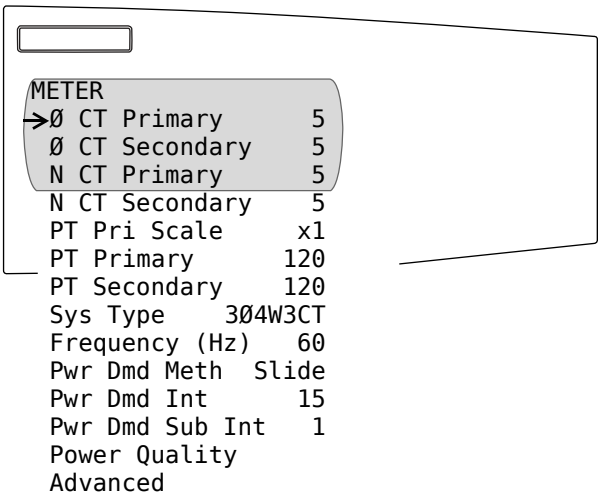 METER
Ø CT Primary 5
Ø CT Secondary 5
N CT Primary 5
N CT Secondary 5
PT Pri Scale x1
PT Primary 120
PT Secondary 120
Sys Type 3Ø4W3CT
Frequency (Hz) 60
Pwr Dmd Meth Slide
Pwr Dmd Int 15
Pwr Dmd Sub Int 1
Power Quality
Advanced